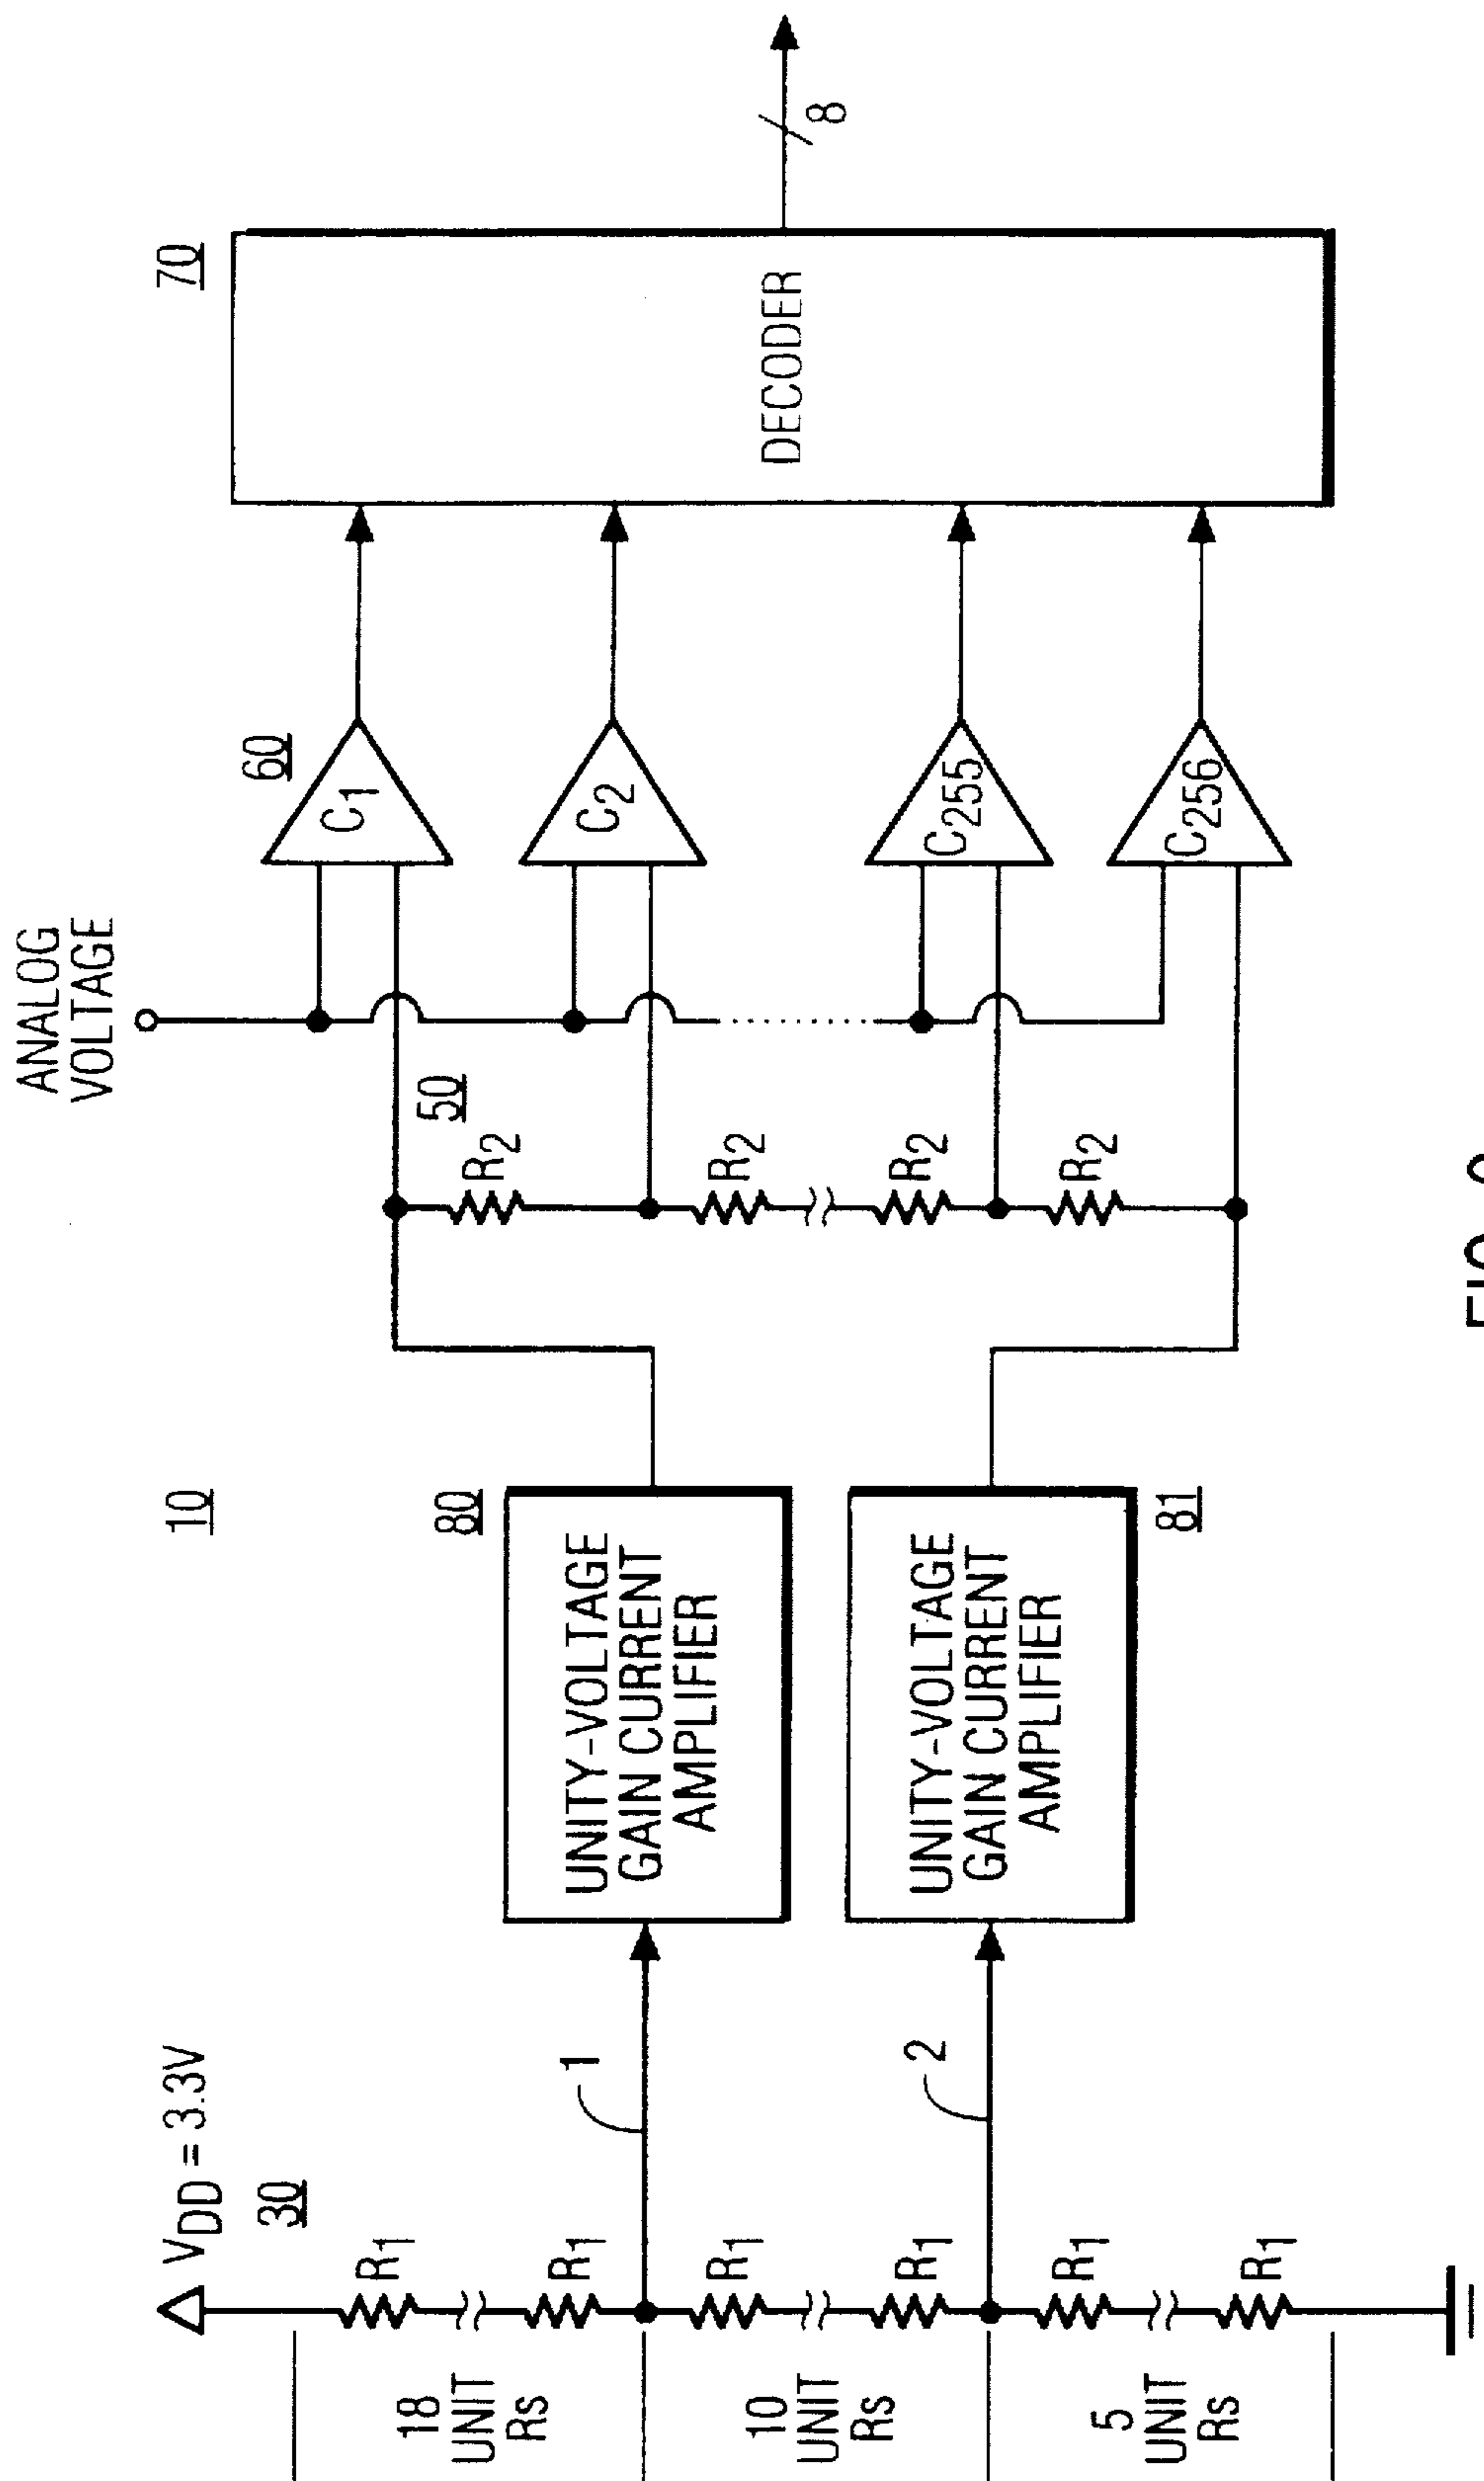 V_DD = 3.3V
30
R1
R1
R1
R1
R1
R1
18
UNIT
Rs
10
UNIT
Rs
5
UNIT
Rs
1
2
10
80
UNITY-VOLTAGE
GAIN CURRENT
AMPLIFIER
UNITY-VOLTAGE
GAIN CURRENT
AMPLIFIER
81
ANALOG
VOLTAGE
50
R2
R2
R2
R2
60
C1
C2
C255
C256
70
DECODER
8